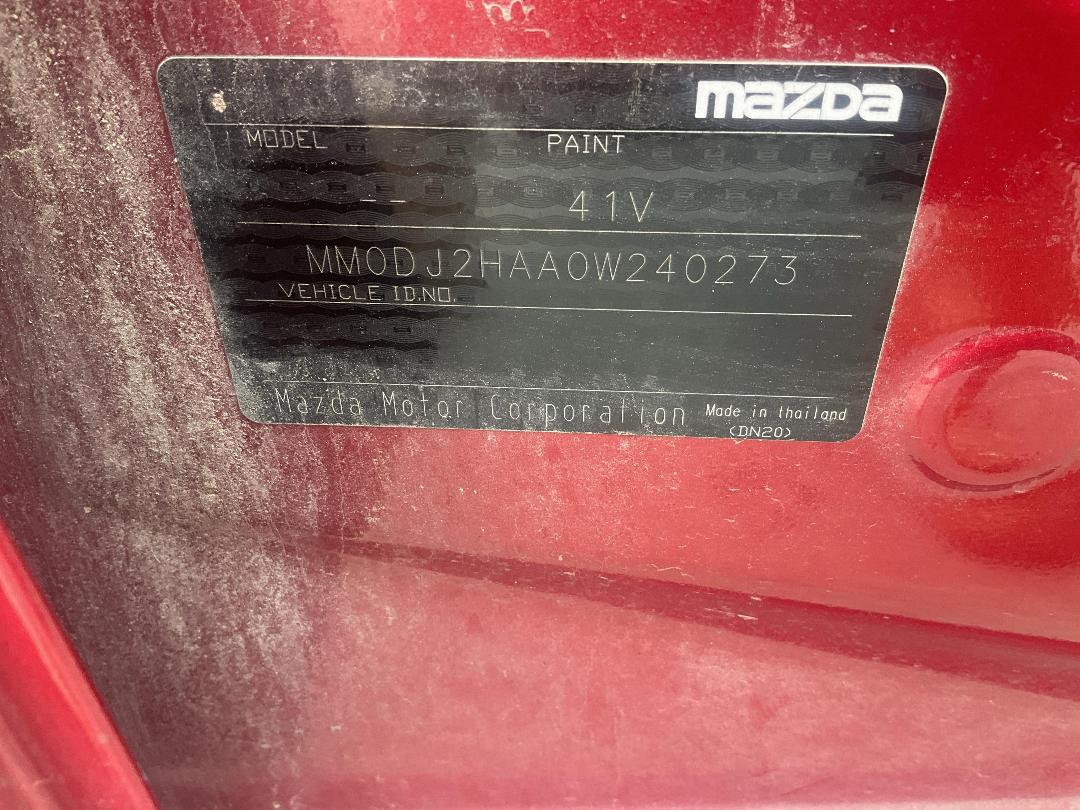 mazda
MODEL PAINT
-- 41V
MM0DJ2HAA0W240273
VEHICLE ID.NO.
Mazda Motor Corporation Made in thailand
(DN20)